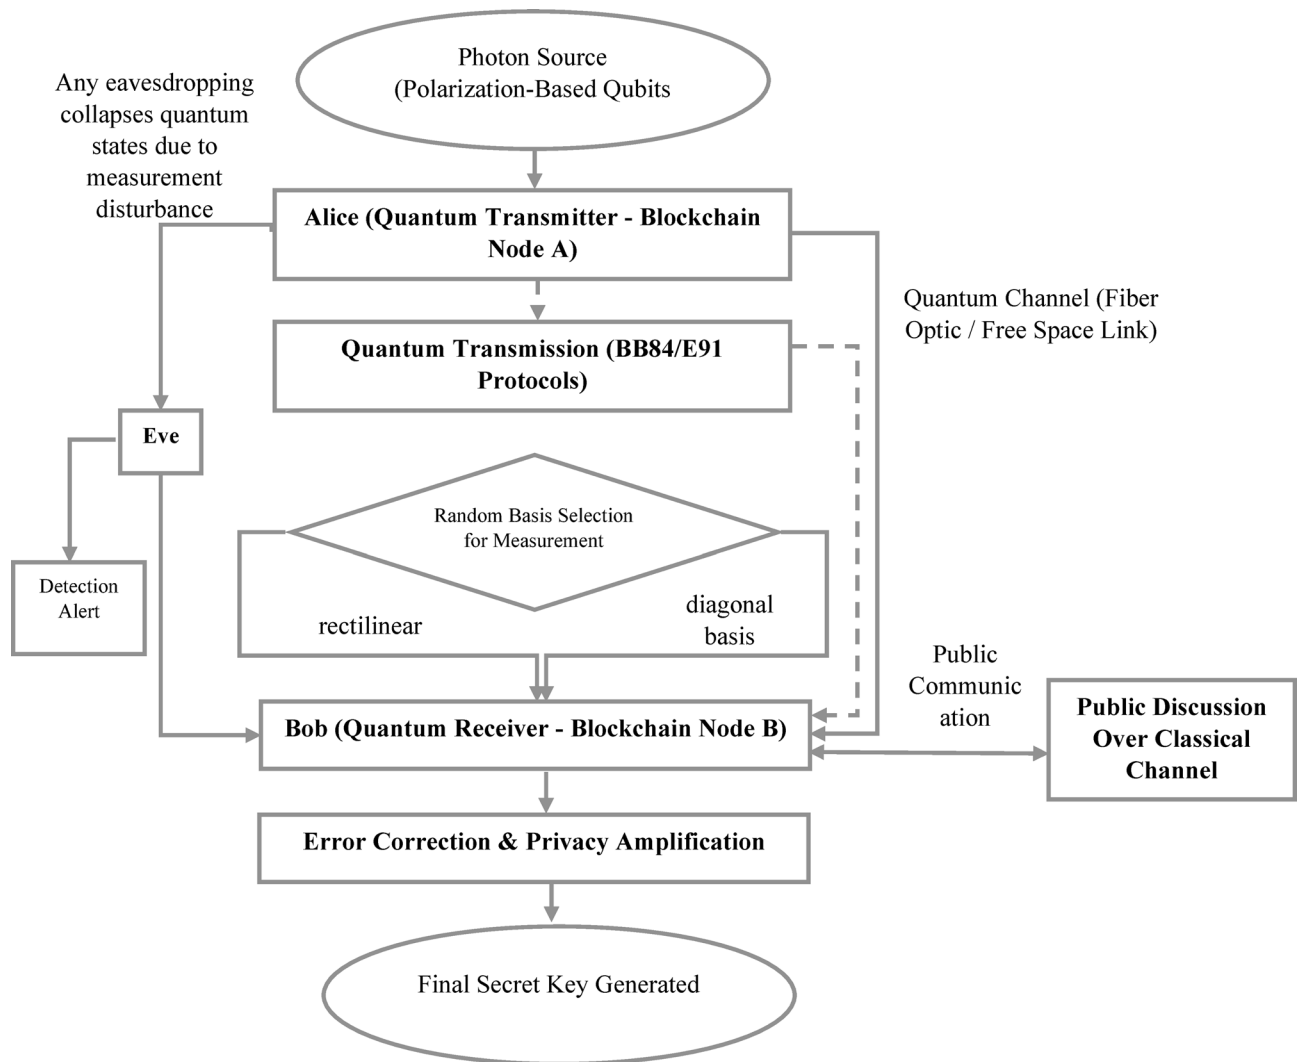 Photon Source
(Polarization-Based Qubits
Any eavesdropping
collapses quantum
states due to
measurement
disturbance
Alice (Quantum Transmitter - Blockchain
Node A)
Quantum Channel (Fiber
Optic / Free Space Link)
Quantum Transmission (BB84/E91
Protocols)
Eve
Random Basis Selection
for Measurement
Detection
Alert
rectilinear
diagonal
basis
Public
Communic
ation
Bob (Quantum Receiver - Blockchain Node B)
Public Discussion
Over Classical
Channel
Error Correction & Privacy Amplification
Final Secret Key Generated